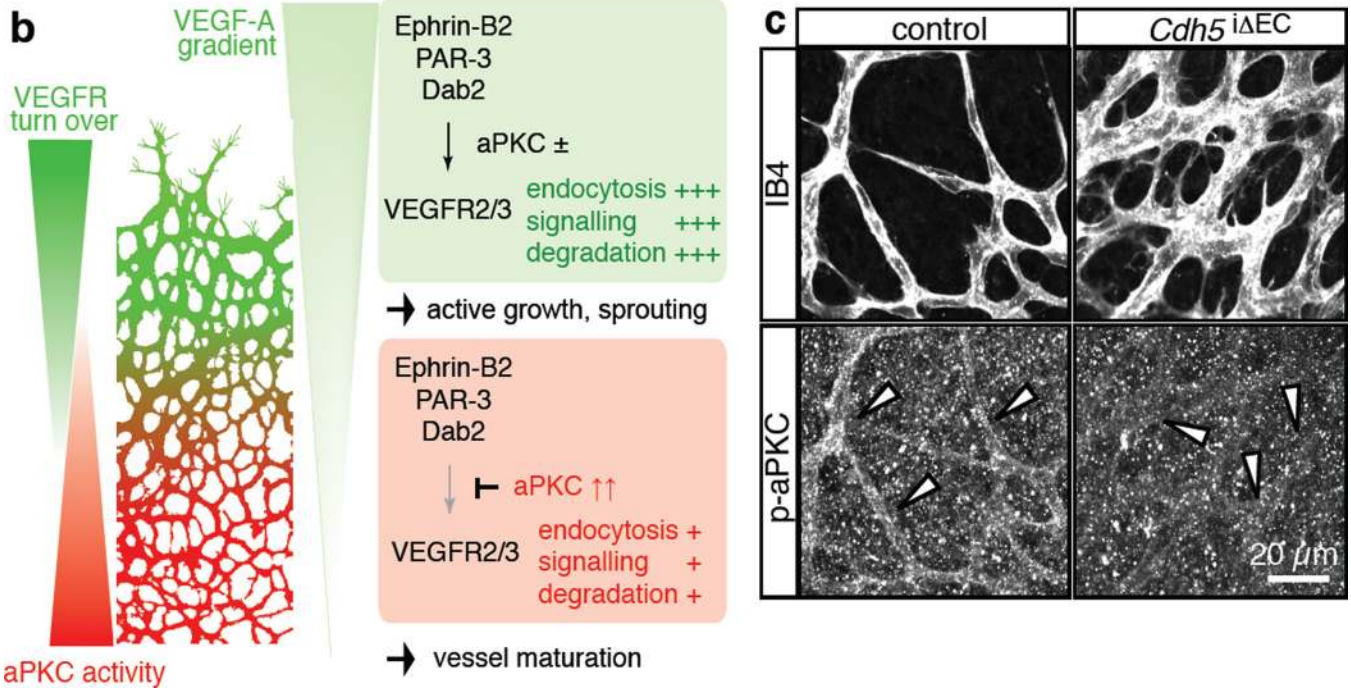 b
VEGF-A
gradient
VEGFR
turn over
aPKC activity
Ephrin-B2
PAR-3
Dab2
aPKC ±
VEGFR2/3
endocytosis +++
signalling +++
degradation +++
active growth, sprouting
Ephrin-B2
PAR-3
Dab2
aPKC ↑↑
VEGFR2/3
endocytosis +
signalling +
degradation +
vessel maturation
c
control
Cdh5 iΔEC
IB4
p-aPKC
20 µm